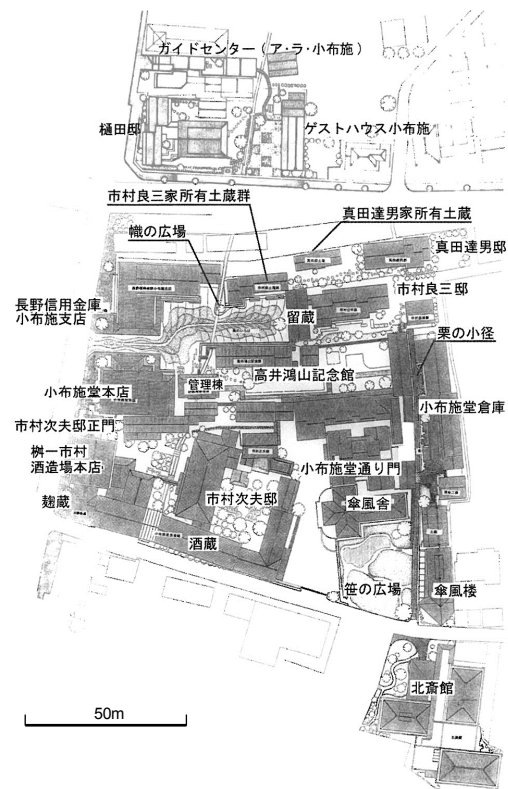 ガイドセンター(ア・ラ・小布施)
樋田邸
ゲストハウス小布施
市村良三家所有土蔵群
真田達男家所有土蔵
幟の広場
真田達男邸
市村良三邸
長野信用金庫
小布施支店
留蔵
栗の小径
高井鴻山記念館
管理棟
小布施堂本店
小布施堂倉庫
市村次夫邸正門
桝一市村
酒造場本店
小布施堂通り門
市村次夫邸
傘風舎
麹蔵
酒蔵
笹の広場
傘風楼
北斎館
50m